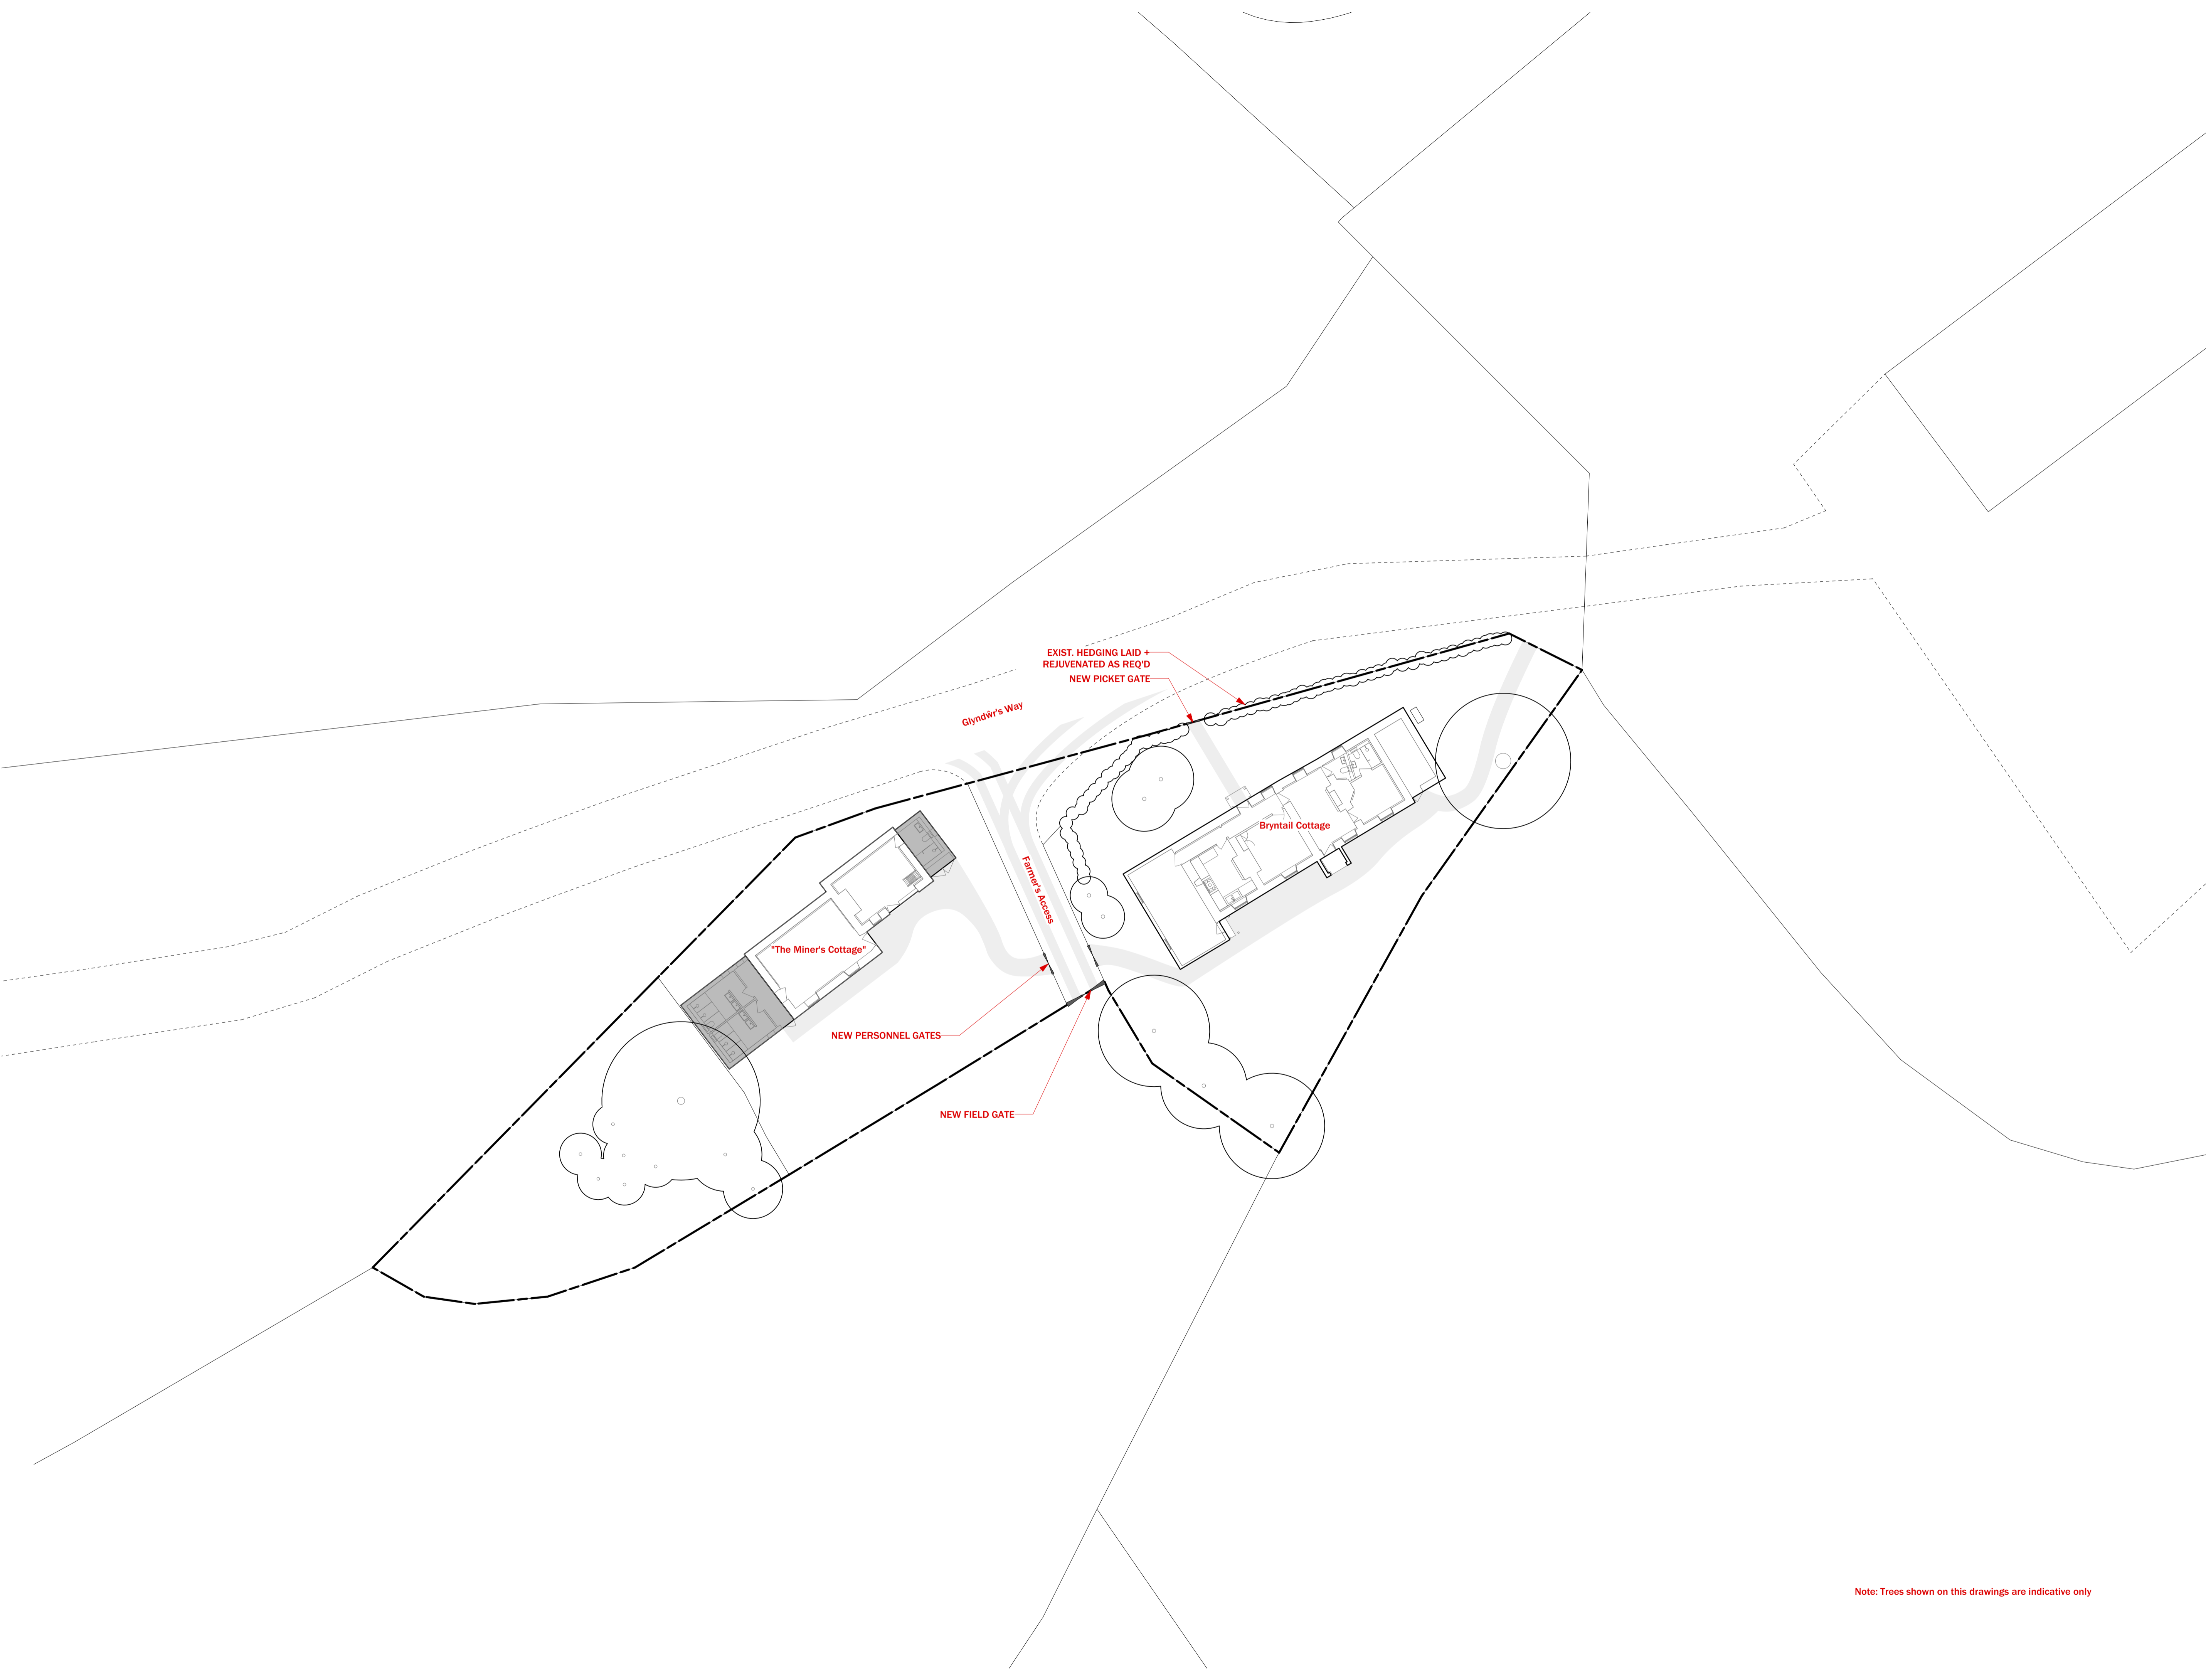 EXIST. HEDGING LAID +
REJUVENATED AS REQ'D
NEW PICKET GATE
Glyndŵr's Way
Bryntail Cottage
Farmer's Access
"The Miner's Cottage"
NEW PERSONNEL GATES
NEW FIELD GATE
Note: Trees shown on this drawings are indicative only